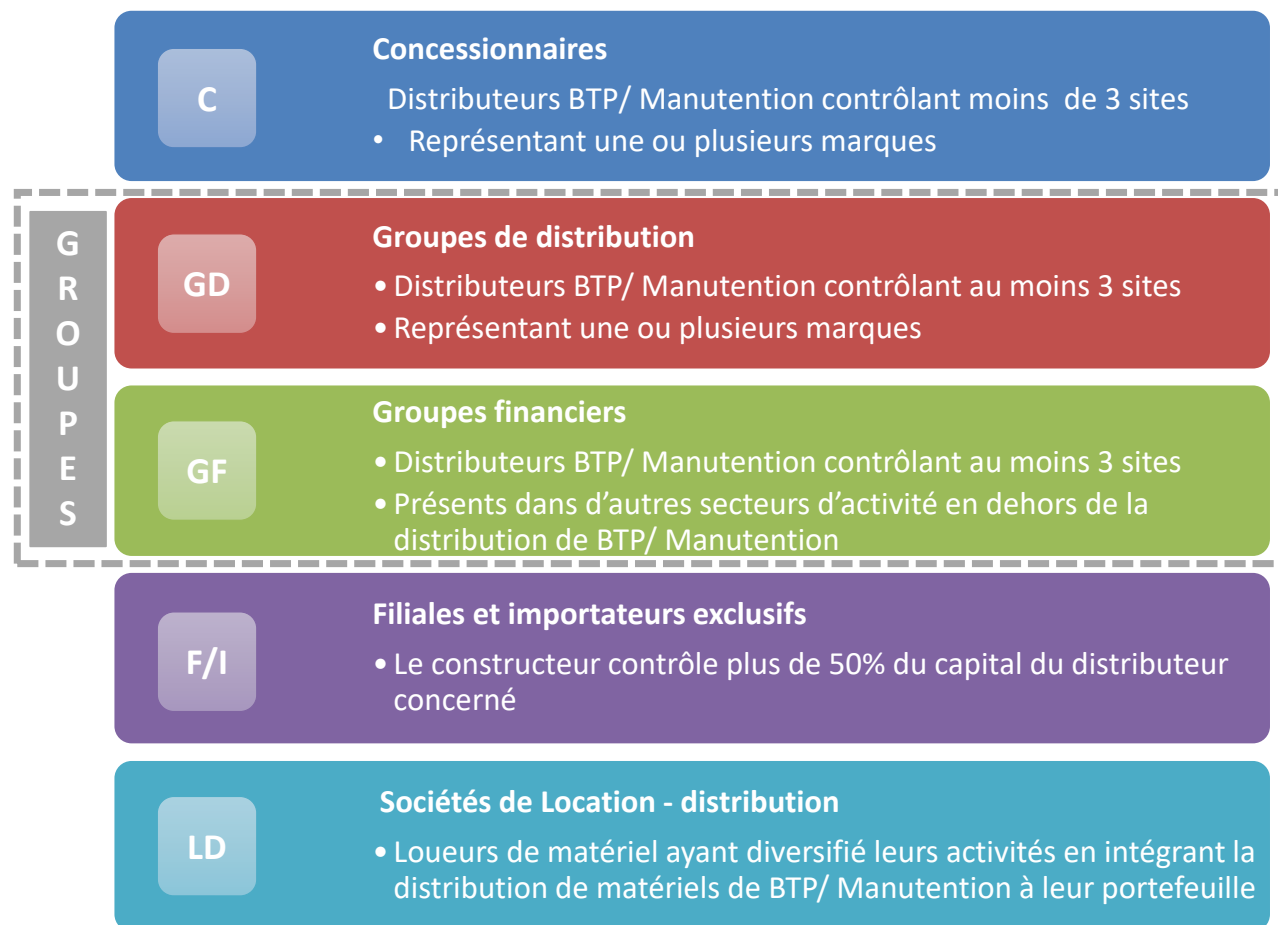 C
Concessionnaires
Distributeurs BTP/ Manutention contrôlant moins  de 3 sites
• Représentant une ou plusieurs marques
GROUPES
GD
Groupes de distribution
• Distributeurs BTP/ Manutention contrôlant au moins 3 sites
• Représentant une ou plusieurs marques
GF
Groupes financiers
• Distributeurs BTP/ Manutention contrôlant au moins 3 sites
• Présents dans d’autres secteurs d’activité en dehors de la
distribution de BTP/ Manutention
F/I
Filiales et importateurs exclusifs
• Le constructeur contrôle plus de 50% du capital du distributeur
concerné
LD
Sociétés de Location - distribution
• Loueurs de matériel ayant diversifié leurs activités en intégrant la
distribution de matériels de BTP/ Manutention à leur portefeuille